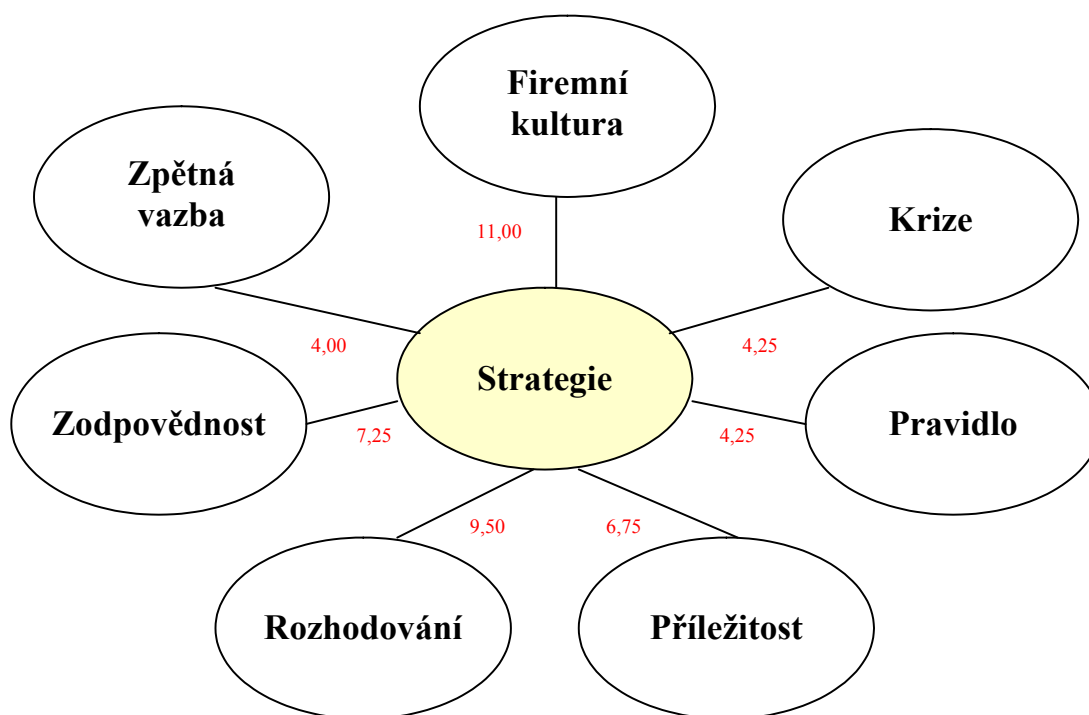 Firemní
kultura
Zpětná
vazba
Krize
11,00
4,00
4,25
Strategie
Zodpovědnost
7,25
4,25
Pravidlo
9,50
6,75
Rozhodování
Příležitost